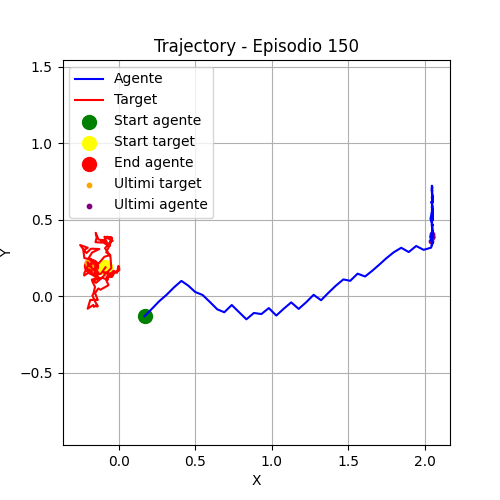 Trajectory - Episodio 150
1.5
1.0
0.5
0.0
−0.5
Y
Agente
Target
Start agente
Start target
End agente
Ultimi target
Ultimi agente
0.0 0.5 1.0 1.5 2.0
X